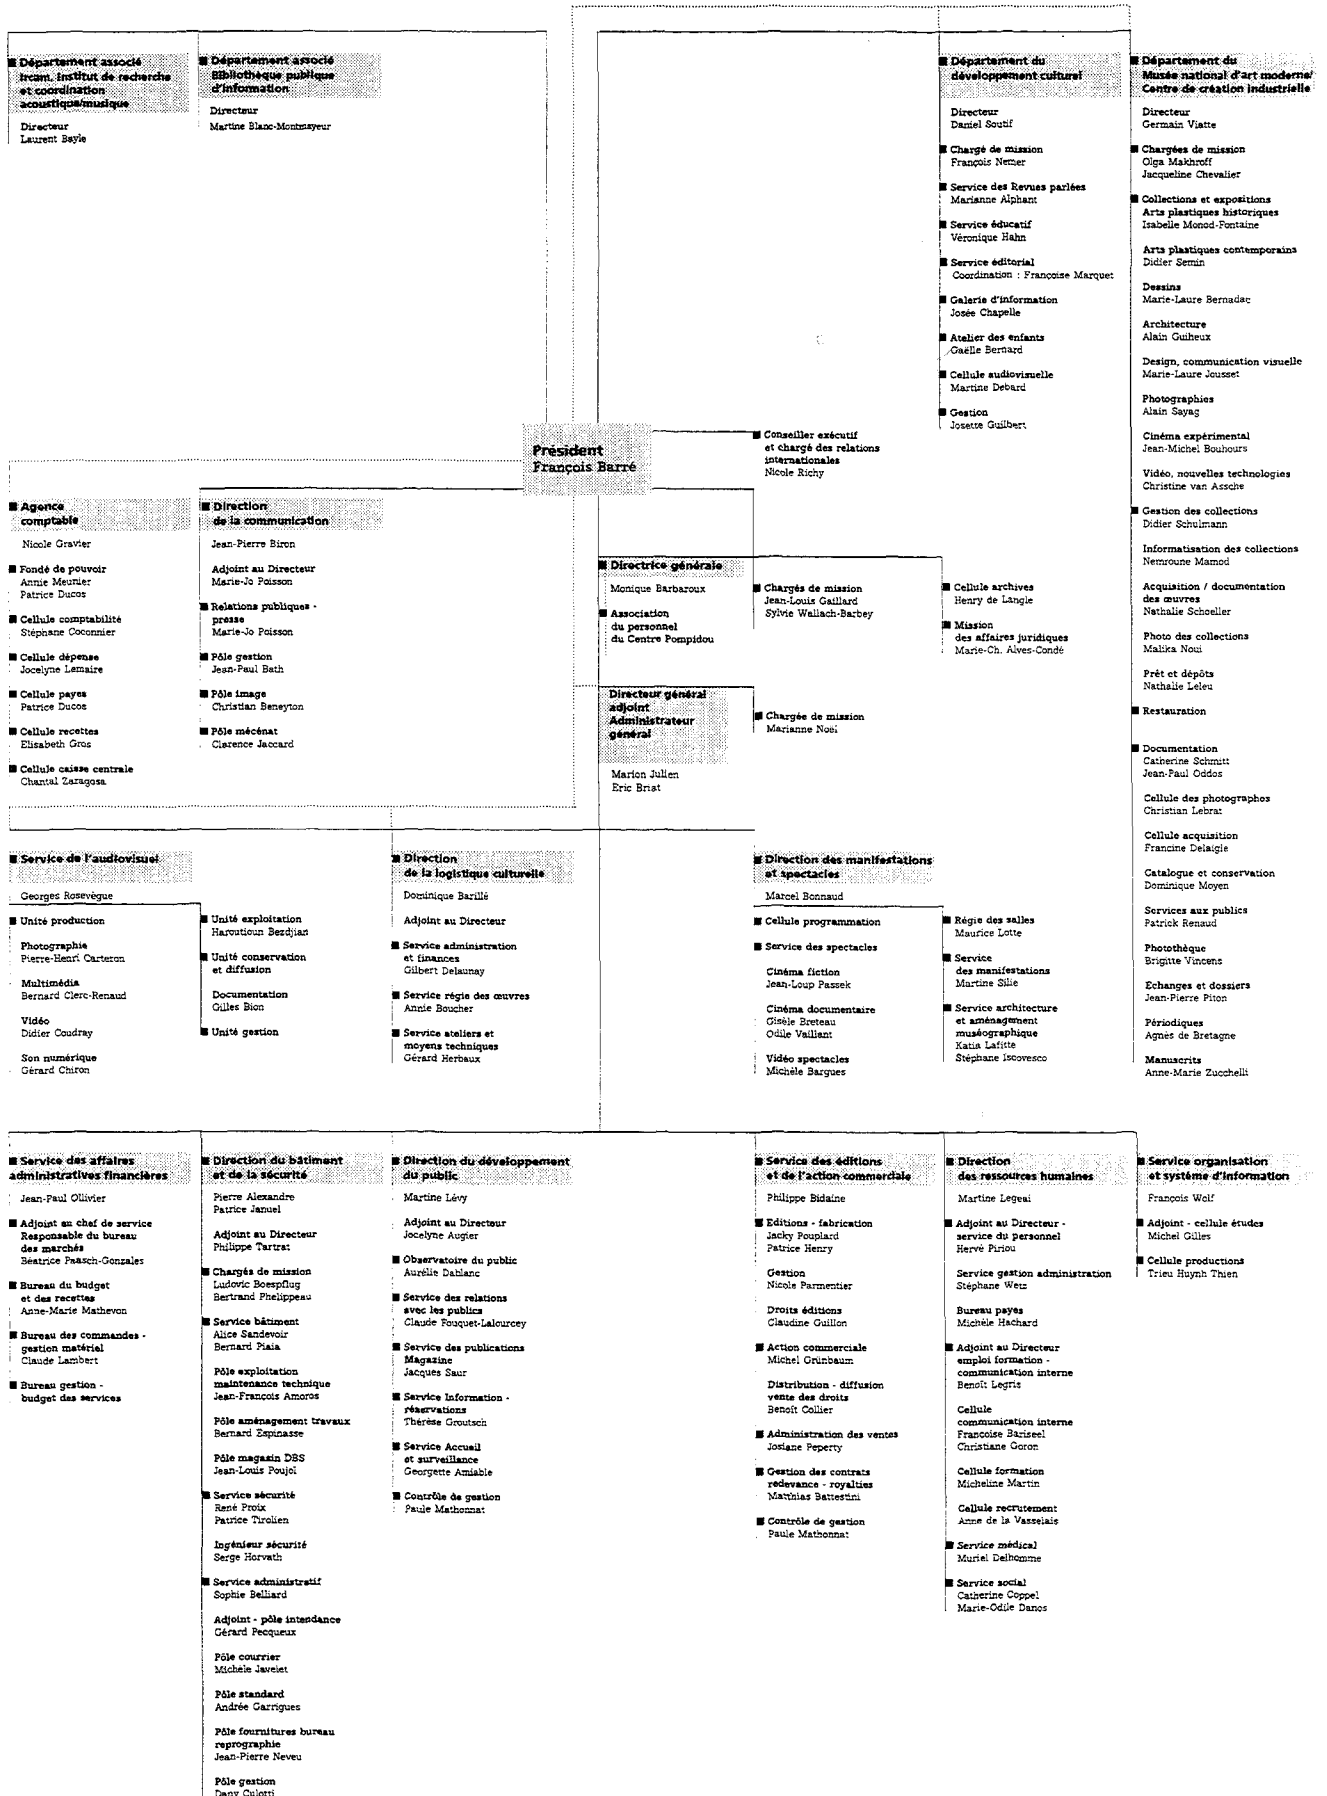 ■ Département associé
Ircam, Institut de recherche
et coordination
acoustique/musique
Directeur
Laurent Bayle
■ Département associé
Bibliothèque publique
d'information
Directeur
Martine Blanc-Montmayeur
■ Département du
développement culturel
Directeur
Daniel Soutif
■ Chargé de mission
François Nemer
■ Service des Revues parlées
Marianne Alphant
■ Service éducatif
Véronique Hahn
■ Service éditorial
Coordination : Françoise Marquet
■ Galerie d'information
Josée Chapelle
■ Atelier des enfants
Gaëlle Bernard
■ Cellule audiovisuelle
Martine Debard
■ Gestion
Josette Guilbert
■ Département du
Musée national d'art moderne/
Centre de création industrielle
Directeur
Germain Viatte
■ Chargées de mission
Olga Makhroff
Jacqueline Chevalier
■ Collections et expositions
Arts plastiques historiques
Isabelle Monod-Fontaine
Arts plastiques contemporains
Didier Semin
Dessins
Marie-Laure Bernadac
Architecture
Alain Guiheux
Design, communication visuelle
Marie-Laure Jousset
Photographies
Alain Sayag
Cinéma expérimental
Jean-Michel Bouhours
Vidéo, nouvelles technologies
Christine van Assche
■ Gestion des collections
Didier Schulmann
Informatisation des collections
Nemroune Mamod
Acquisition / documentation
des œuvres
Nathalie Schoeller
Photo des collections
Malika Noui
Prêt et dépôts
Nathalie Leleu
■ Restauration
■ Documentation
Catherine Schmitt
Jean-Paul Oddos
Cellule des photographes
Christian Lebrat
Cellule acquisition
Francine Delaigle
Catalogue et conservation
Dominique Moyen
Services aux publics
Patrick Renaud
Photothèque
Brigitte Vincens
Echanges et dossiers
Jean-Pierre Piton
Périodiques
Agnès de Bretagne
Manuscrits
Anne-Marie Zucchelli
Président
François Barré
■ Conseiller exécutif
et chargé des relations
internationales
Nicole Richy
■ Agence
comptable
Nicole Gravier
■ Fondé de pouvoir
Annie Meunier
Patrice Ducos
■ Cellule comptabilité
Stéphane Coconnier
■ Cellule dépense
Jocelyne Lemaire
■ Cellule payes
Patrice Ducos
■ Cellule recettes
Elisabeth Gros
■ Cellule caisse centrale
Chantal Zaragosa
■ Direction
de la communication
Jean-Pierre Biron
Adjoint au Directeur
Marie-Jo Poisson
■ Relations publiques -
presse
Marie-Jo Poisson
■ Pôle gestion
Jean-Paul Bath
■ Pôle image
Christian Beneyton
■ Pôle mécénat
Clarence Jaccard
■ Directrice générale
Monique Barbaroux
■ Association
du personnel
du Centre Pompidou
■ Chargés de mission
Jean-Louis Gaillard
Sylvie Wallach-Barbey
■ Cellule archives
Henry de Langle
■ Mission
des affaires juridiques
Marie-Ch. Alves-Condé
Directeur général
adjoint
Administrateur
général
Marion Julien
Eric Briat
■ Chargée de mission
Marianne Noël
■ Service de l'audiovisuel
Georges Rosevègue
■ Unité production
Photographie
Pierre-Henri Carteron
Multimédia
Bernard Clerc-Renaud
Vidéo
Didier Coudray
Son numérique
Gérard Chiron
■ Unité exploitation
Haroutioun Bezdjian
■ Unité conservation
et diffusion
Documentation
Gilles Bion
■ Unité gestion
■ Direction
de la logistique culturelle
Dominique Barillé
Adjoint au Directeur
■ Service administration
et finances
Gilbert Delaunay
■ Service régie des œuvres
Annie Boucher
■ Service ateliers et
moyens techniques
Gérard Herbaux
■ Direction des manifestations
et spectacles
Marcel Bonnaud
■ Cellule programmation
■ Service des spectacles
Cinéma fiction
Jean-Loup Passek
Cinéma documentaire
Gisèle Breteau
Odile Vaillant
Vidéo spectacles
Michèle Bargues
■ Régie des salles
Maurice Lotte
■ Service
des manifestations
Martine Silie
■ Service architecture
et aménagement
muséographique
Katia Lafitte
Stéphane Iscovesco
■ Service des affaires
administratives financières
Jean-Paul Ollivier
■ Adjoint au chef de service
Responsable du bureau
des marchés
Béatrice Paasch-Gonzales
■ Bureau du budget
et des recettes
Anne-Marie Mathevon
■ Bureau des commandes -
gestion matériel
Claude Lambert
■ Bureau gestion -
budget des services
■ Direction du bâtiment
et de la sécurité
Pierre Alexandre
Patrice Januel
Adjoint au Directeur
Philippe Tartrat
■ Chargés de mission
Ludovic Boespflug
Bertrand Phelippeau
■ Service bâtiment
Alice Sandevoir
Bernard Piaia
Pôle exploitation
maintenance technique
Jean-François Amoros
Pôle aménagement travaux
Bernard Espinasse
Pôle magasin DBS
Jean-Louis Poujol
■ Service sécurité
René Proix
Patrice Tirolien
Ingénieur sécurité
Serge Horvath
■ Service administratif
Sophie Belliard
Adjoint - pôle intendance
Gérard Pecqueux
Pôle courrier
Michèle Javelet
Pôle standard
Andrée Garrigues
Pôle fournitures bureau
reprographie
Jean-Pierre Neveu
Pôle gestion
Dany Culotti
■ Direction du développement
du public
Martine Lévy
Adjoint au Directeur
Jocelyne Augier
■ Observatoire du public
Aurélie Dablanc
■ Service des relations
avec les publics
Claude Fouquet-Lalourcey
■ Service des publications
Magazine
Jacques Saur
■ Service Information -
réservations
Thérèse Groutsch
■ Service Accueil
et surveillance
Georgette Amiable
■ Contrôle de gestion
Paule Mathonnat
■ Service des éditions
et de l'action commerciale
Philippe Bidaine
■ Editions - fabrication
Jacky Pouplard
Patrice Henry
Gestion
Nicole Parmentier
Droits éditions
Claudine Guillon
■ Action commerciale
Michel Grünbaum
Distribution - diffusion
vente des droits
Benoît Collier
■ Administration des ventes
Josiane Peperty
■ Gestion des contrats
redevance - royalties
Matthias Battestini
■ Contrôle de gestion
Paule Mathonnat
■ Direction
des ressources humaines
Martine Legeai
■ Adjoint au Directeur -
service du personnel
Hervé Piriou
Service gestion administration
Stéphane Wetz
Bureau payes
Michèle Hachard
■ Adjoint au Directeur
emploi formation -
communication interne
Benoît Legris
Cellule
communication interne
Françoise Bariseel
Christiane Goron
Cellule formation
Micheline Martin
Cellule recrutement
Anne de la Vasselais
■ Service médical
Muriel Delhomme
■ Service social
Catherine Coppel
Marie-Odile Danos
■ Service organisation
et système d'information
François Wolf
■ Adjoint - cellule études
Michel Gilles
■ Cellule productions
Trieu Huynh Thien